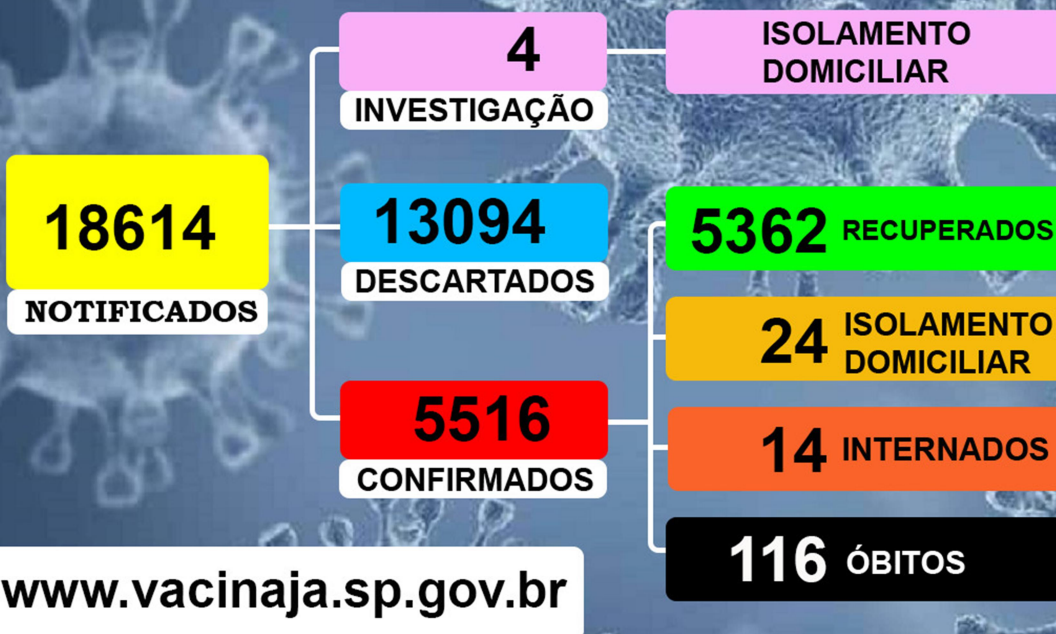 4
INVESTIGAÇÃO
ISOLAMENTO
DOMICILIAR
18614
NOTIFICADOS
13094
DESCARTADOS
5516
CONFIRMADOS
5362 RECUPERADOS
24 ISOLAMENTO
DOMICILIAR
14 INTERNADOS
116 ÓBITOS
www.vacinaja.sp.gov.br